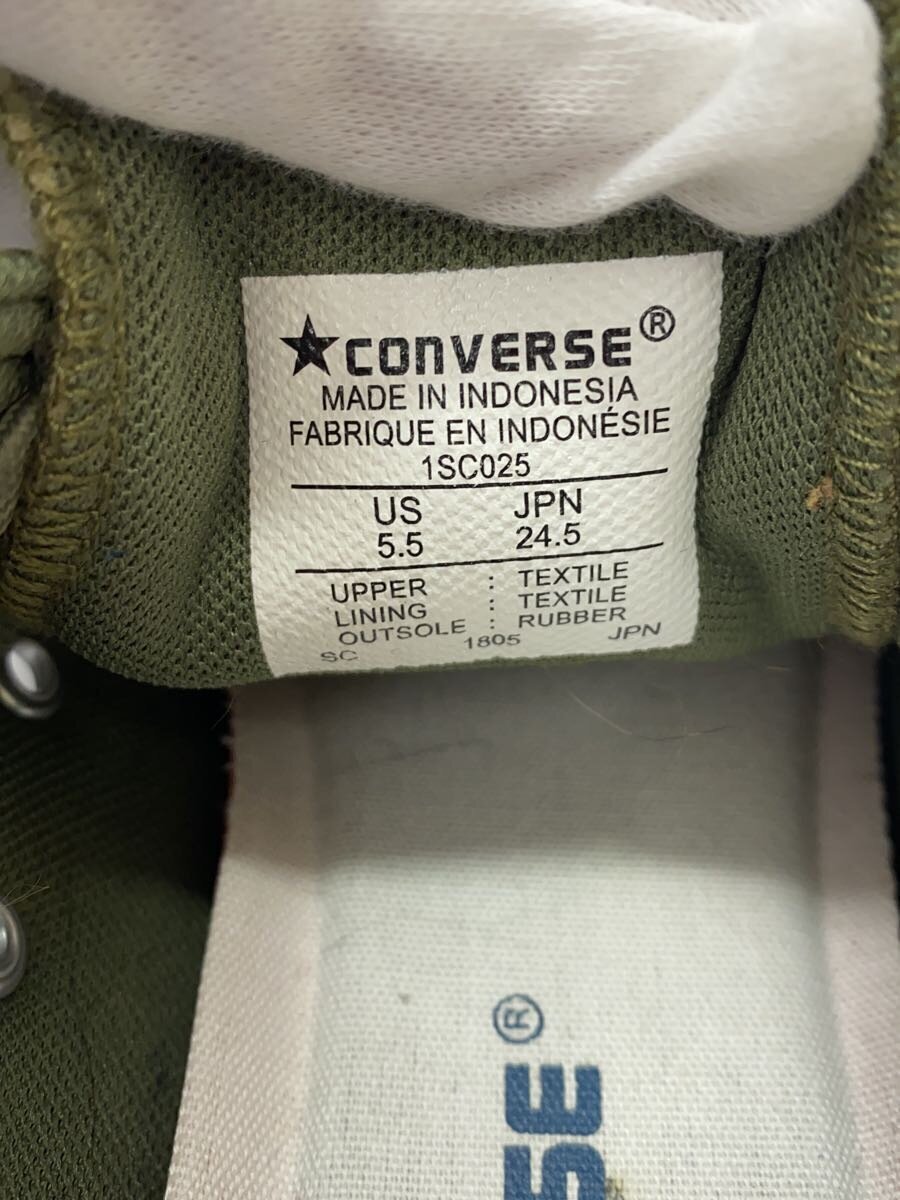 ★CONVERSE®
MADE IN INDONESIA
FABRIQUE EN INDONÉSIE
1SC025
US JPN
5.5 24.5
UPPER : TEXTILE
LINING : TEXTILE
OUTSOLE : RUBBER
SC 1805 JPN
SE®